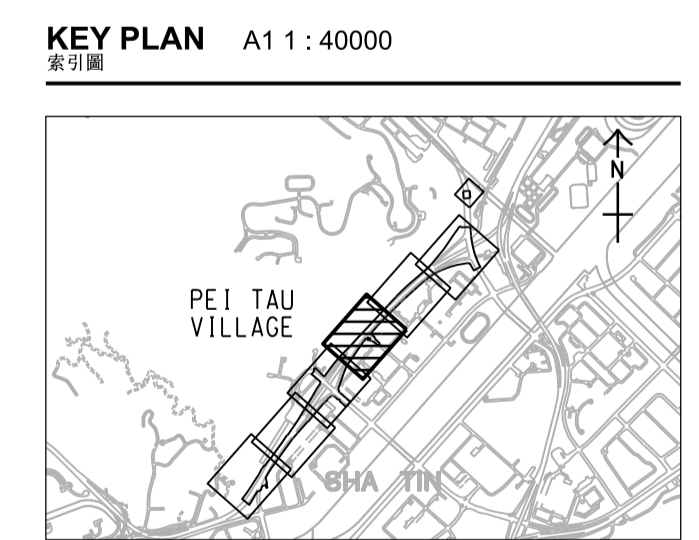 KEY PLAN A1 1 : 40000
索引圖
N
PEI TAU
VILLAGE
SHA TIN